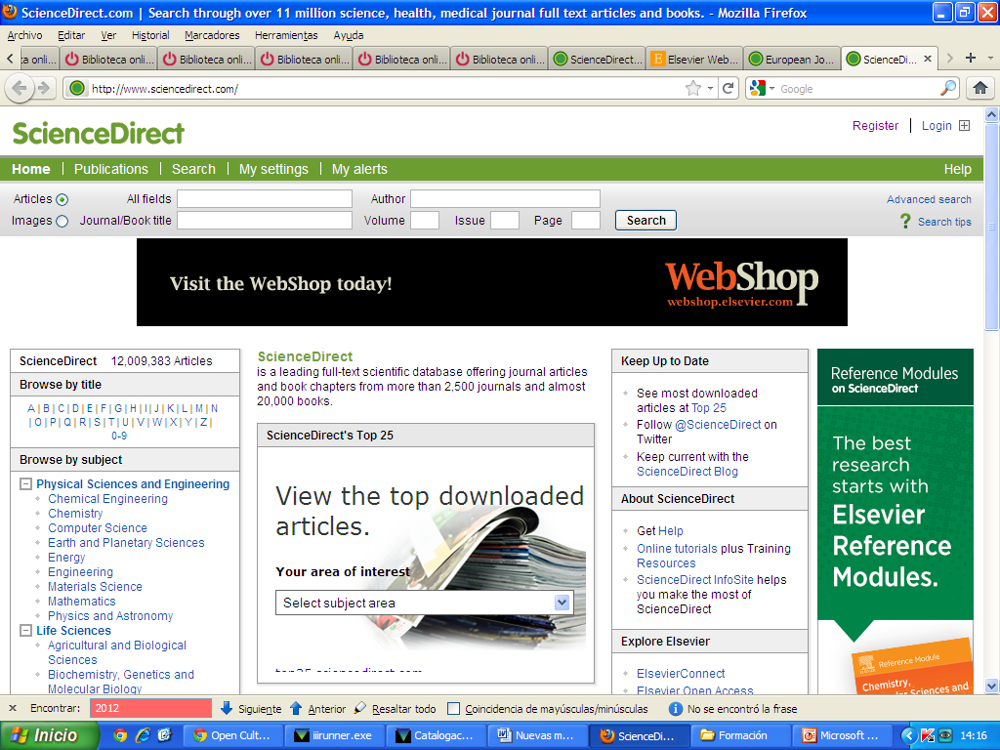 ScienceDirect.com | Search through over 11 million science, health, medical journal full text articles and books. - Mozilla Firefox
Archivo Editar Ver Historial Marcadores Herramientas Ayuda
ca onli... Biblioteca onli... Biblioteca onli... Biblioteca onli... Biblioteca onli... Biblioteca onli... ScienceDirect... Elsevier Web... European Jo... ScienceDi...
http://www.sciencedirect.com/ Google
ScienceDirect
Register | Login
Home | Publications | Search | My settings | My alerts Help
Articles All fields Author Advanced search
Images Journal/Book title Volume Issue Page Search ? Search tips
Visit the WebShop today!
WebShop
webshop.elsevier.com
ScienceDirect 12,009,383 Articles
Browse by title
A | B | C | D | E | F | G | H | I | J | K | L | M | N
| O | P | Q | R | S | T | U | V | W | X | Y | Z |
0-9
Browse by subject
Physical Sciences and Engineering
Chemical Engineering
Chemistry
Computer Science
Earth and Planetary Sciences
Energy
Engineering
Materials Science
Mathematics
Physics and Astronomy
Life Sciences
Agricultural and Biological
Sciences
Biochemistry, Genetics and
Molecular Biology
ScienceDirect
is a leading full-text scientific database offering journal articles
and book chapters from more than 2,500 journals and almost
20,000 books.
ScienceDirect's Top 25
View the top downloaded
articles.
Your area of interest
Select subject area
top25.sciencedirect.com
Keep Up to Date
See most downloaded
articles at Top 25
Follow @ScienceDirect on
Twitter
Keep current with the
ScienceDirect Blog
About ScienceDirect
Get Help
Online tutorials plus Training
Resources
ScienceDirect InfoSite helps
you make the most of
ScienceDirect
Explore Elsevier
ElsevierConnect
Elsevier Open Access
Reference Modules
on ScienceDirect
The best
research
starts with
Elsevier
Reference
Modules.
Reference Module
Chemistry,
Sciences and
Encontrar: 2012 Siguiente Anterior Resaltar todo Coincidencia de mayúsculas/minúsculas No se encontró la frase
Inicio Open Cult... iiirunner.exe Catalogac... Nuevas m... ScienceDi... Formación Microsoft ... 14:16